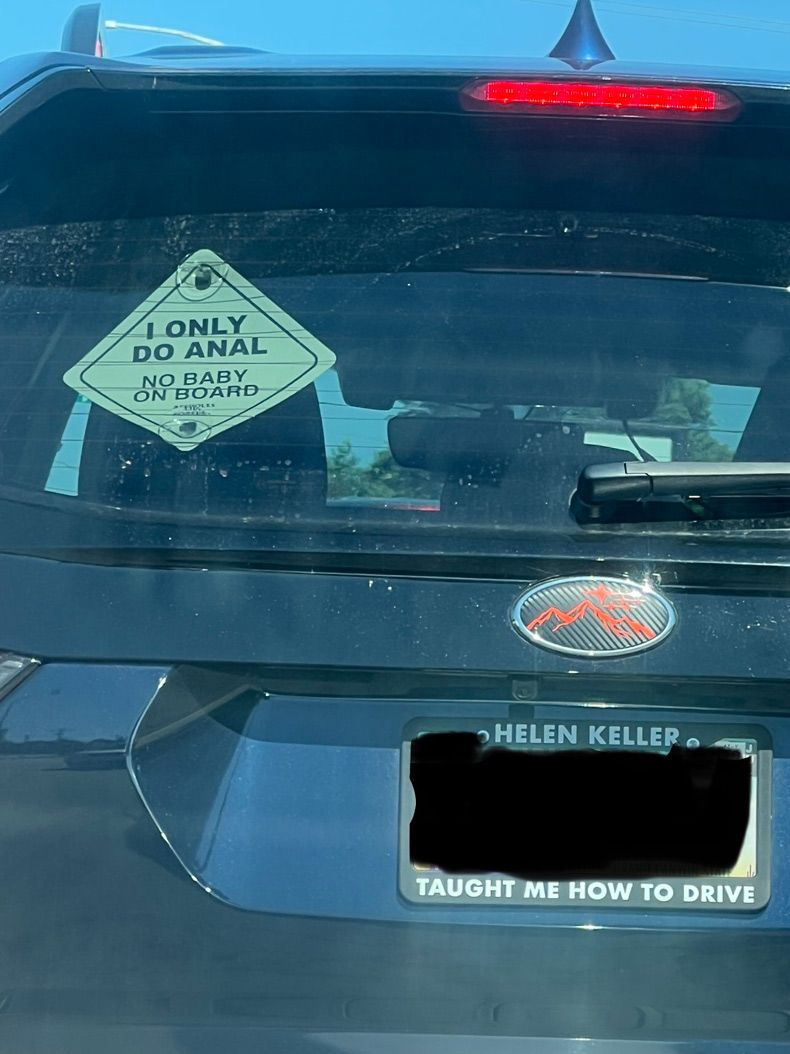 I ONLY
DO ANAL
NO BABY
ON BOARD
HELEN KELLER
TAUGHT ME HOW TO DRIVE